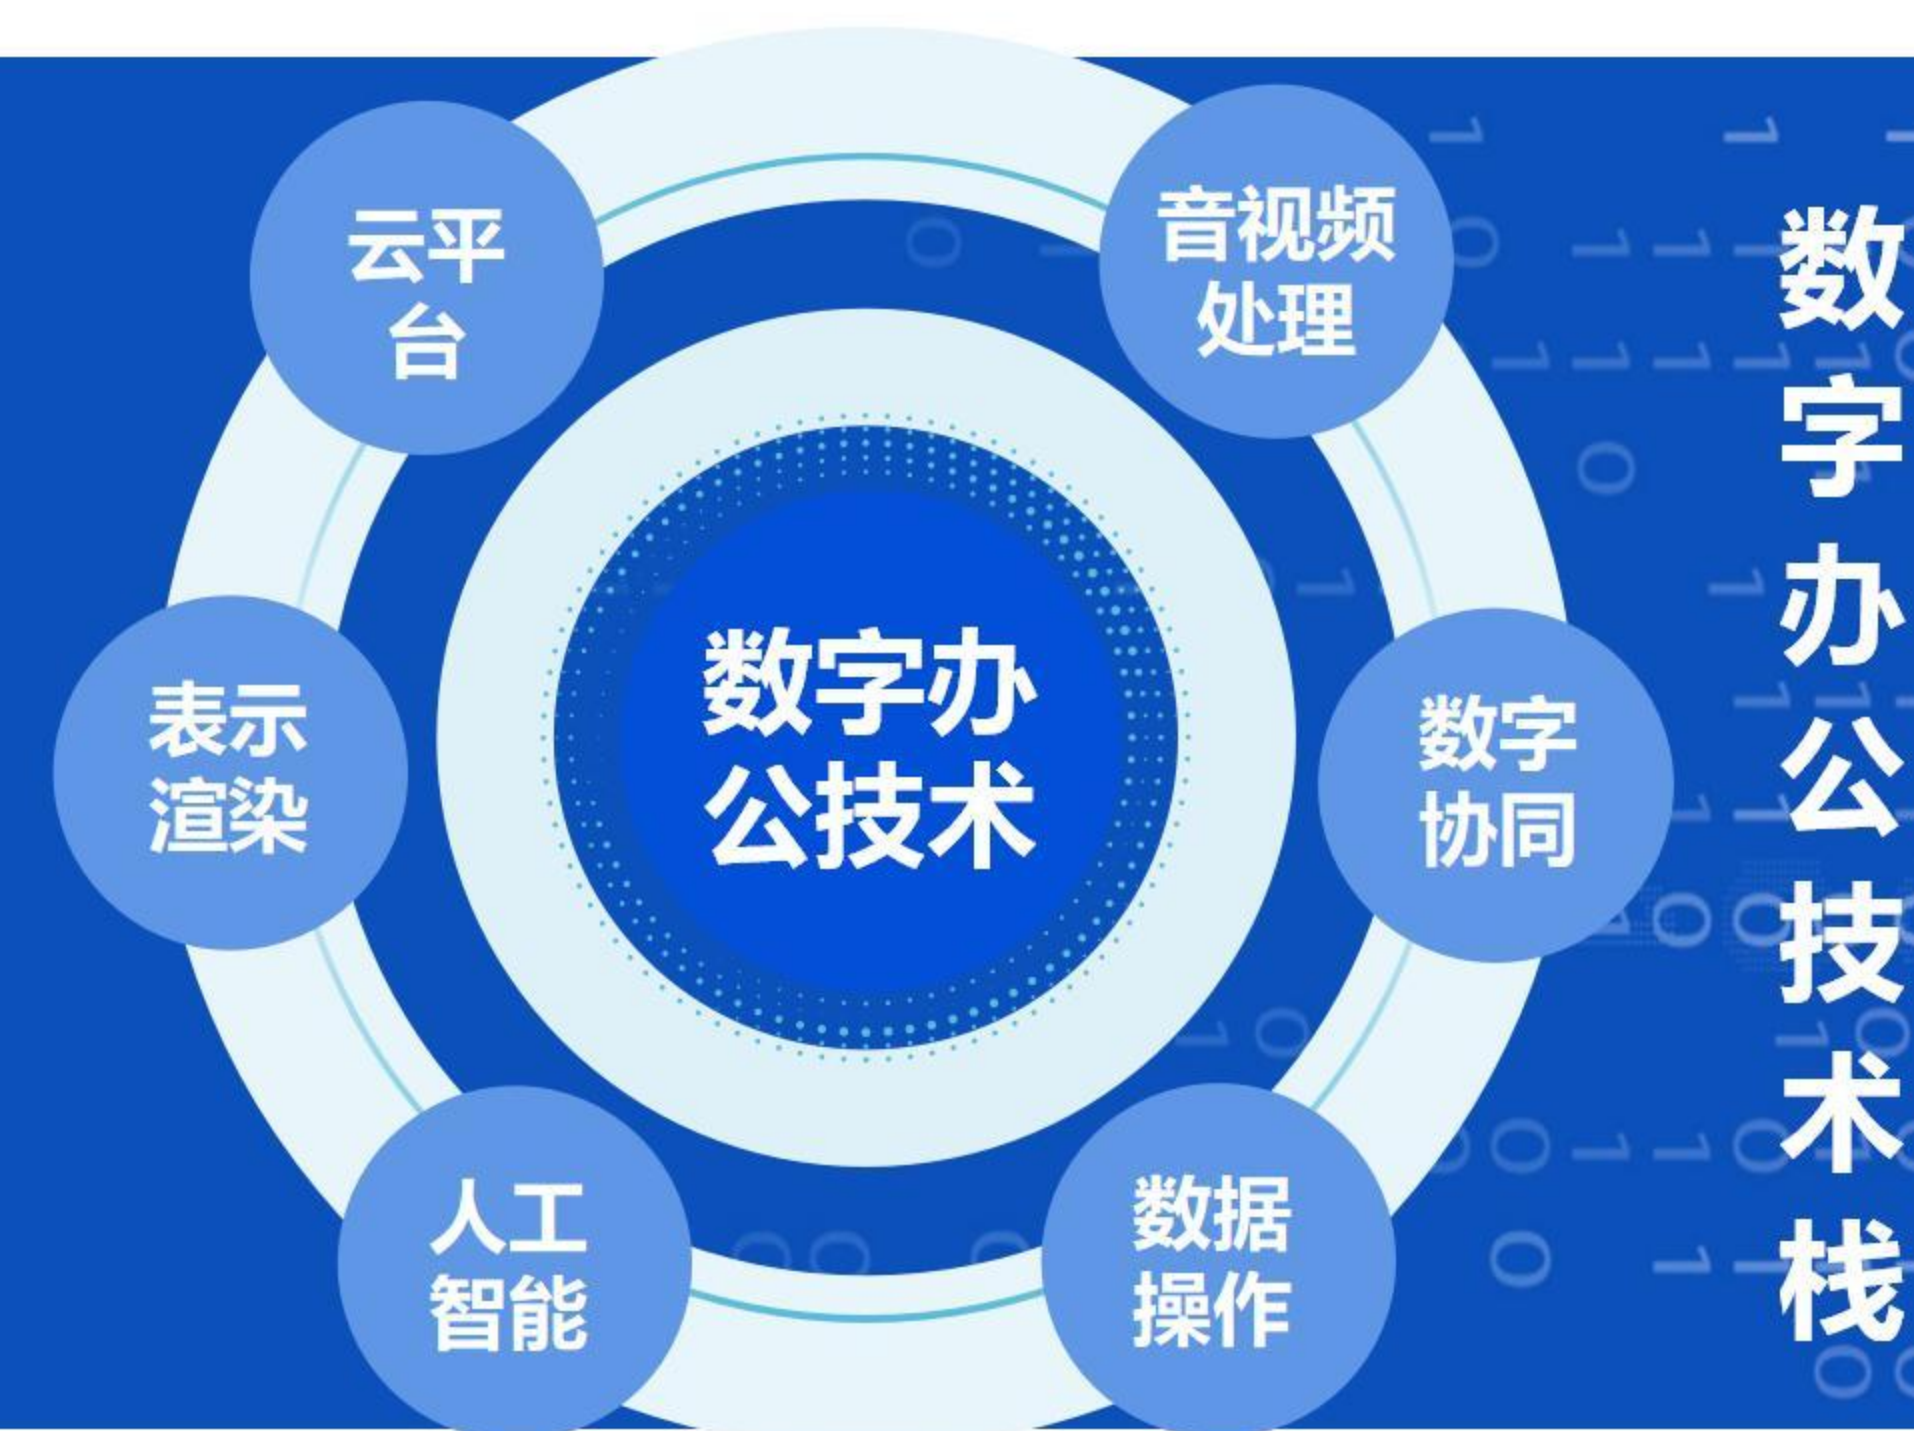 云平
台
音视频
处理
表示
渲染
数字办
公技术
数字
协同
人工
智能
数据
操作
数字办公技术栈